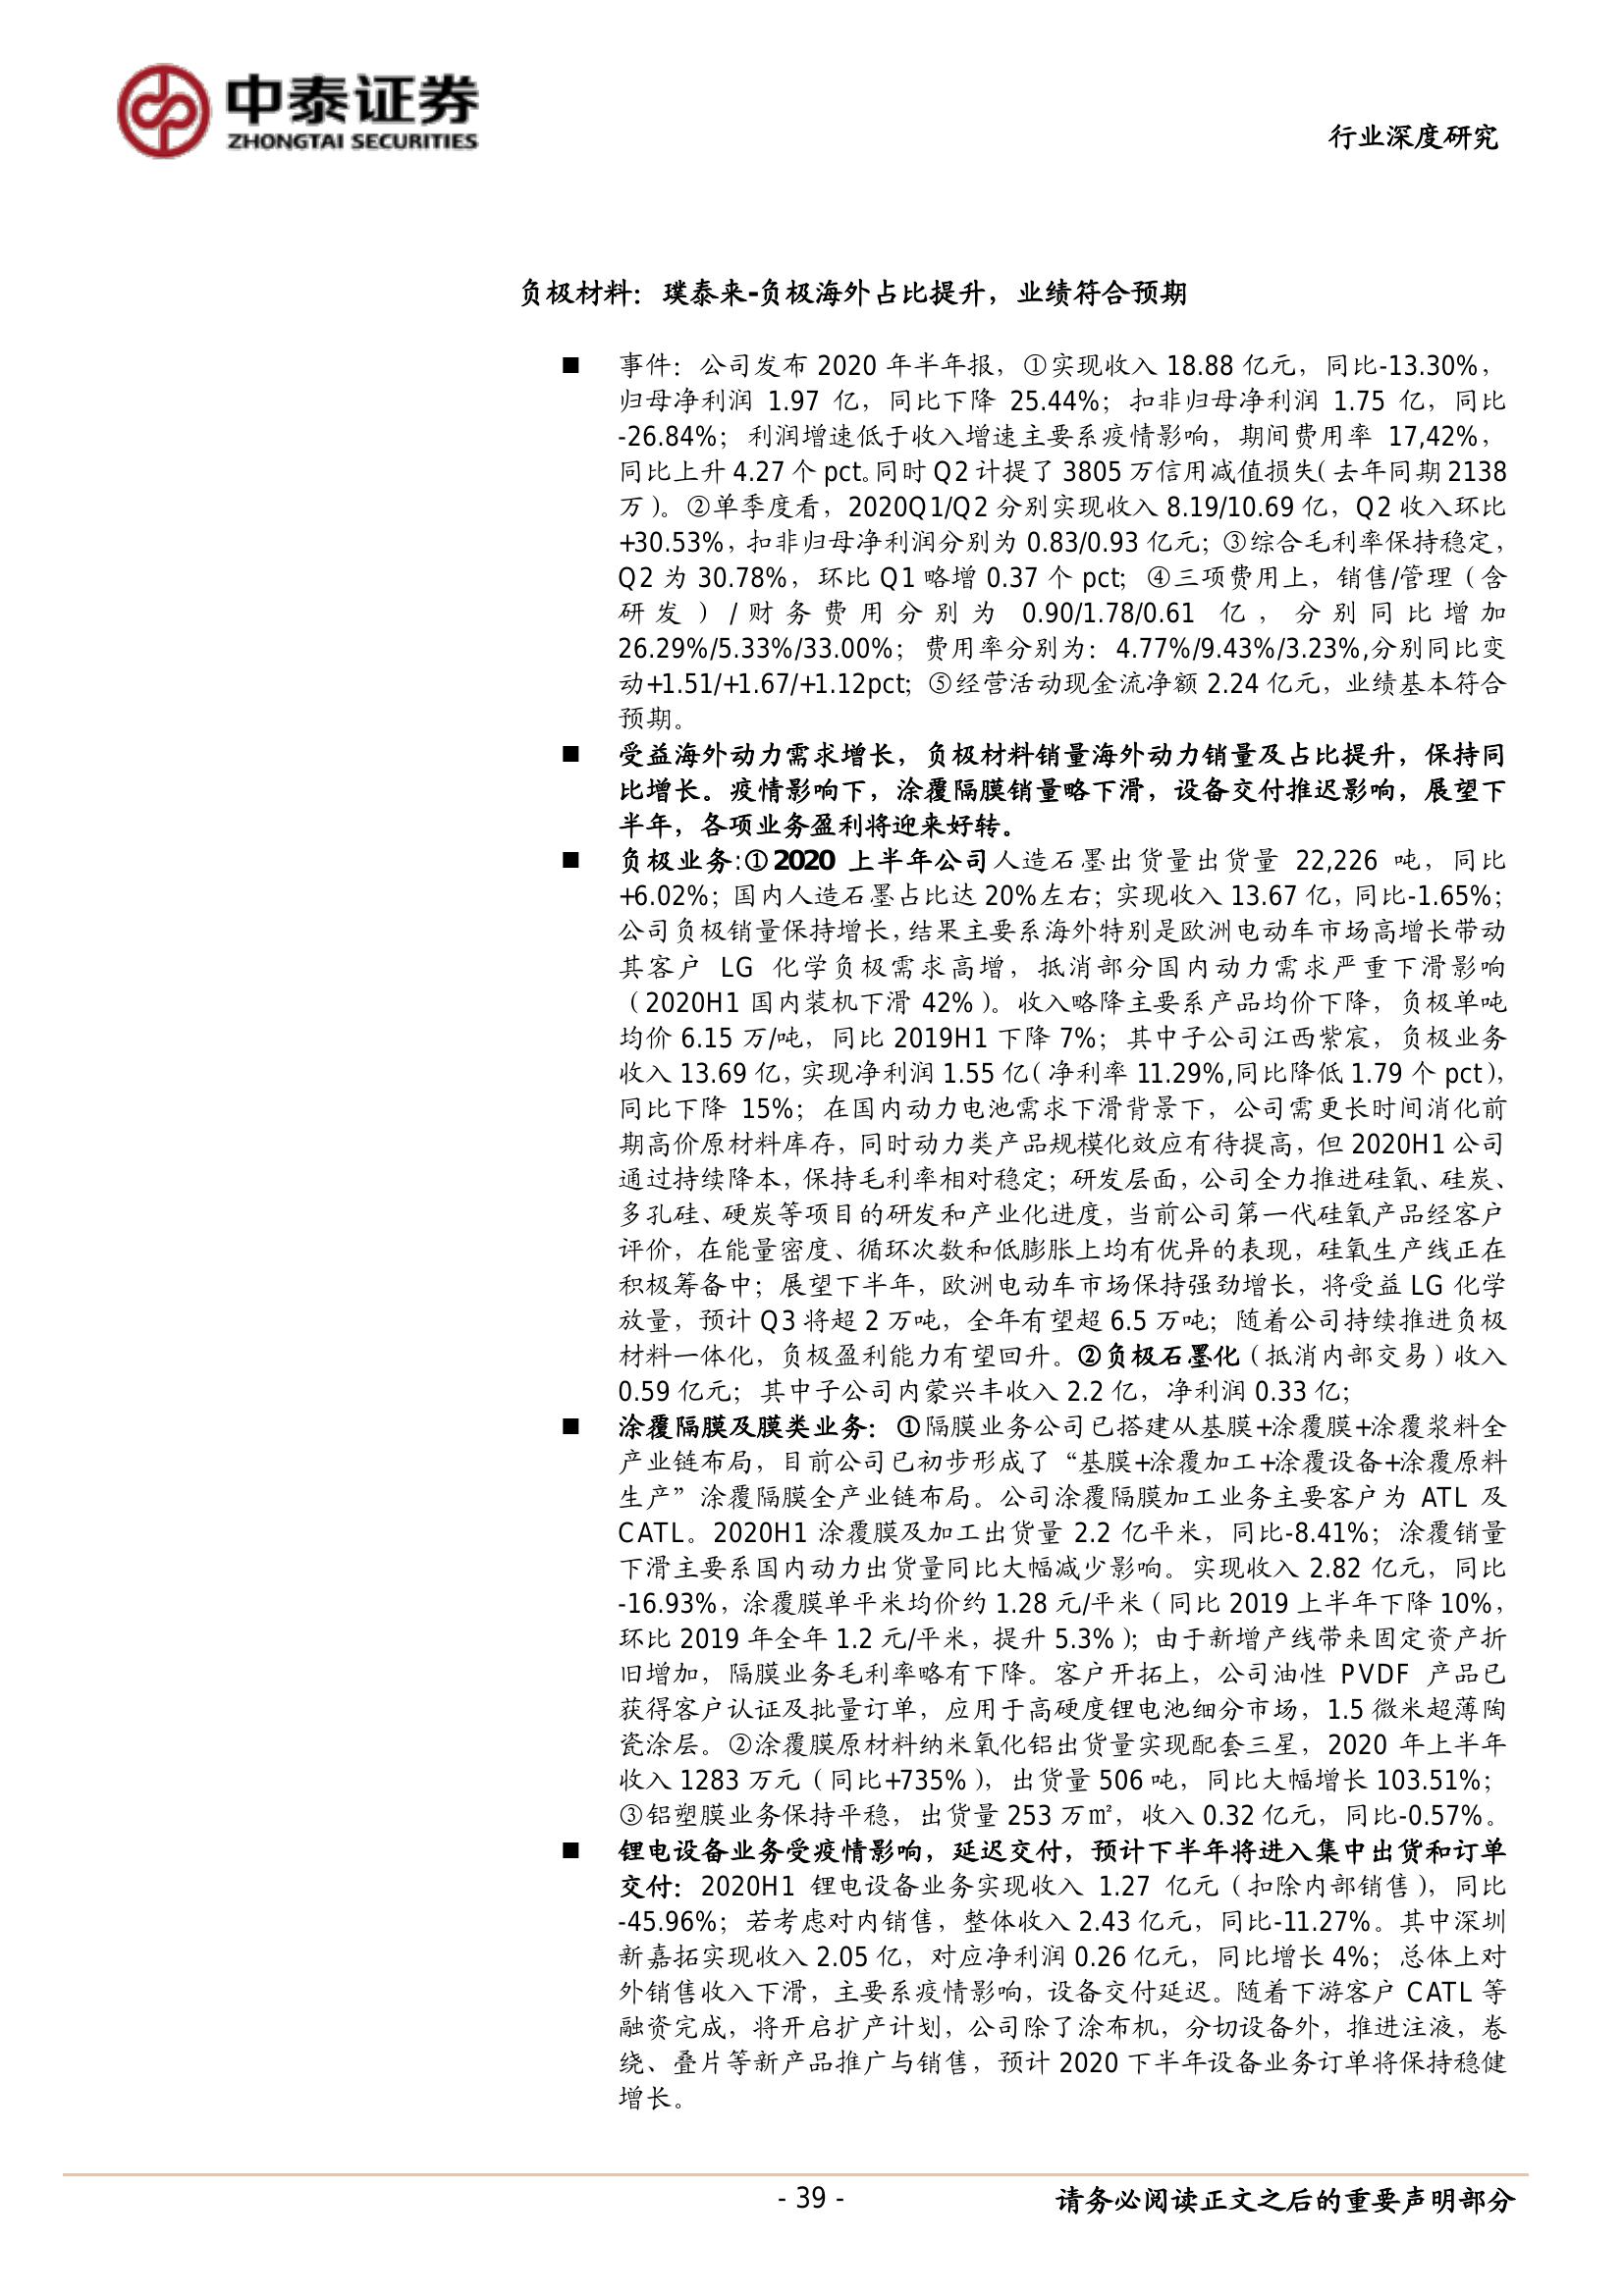 中泰证券
ZHONGTAI SECURITIES
行业深度研究
负极材料：璞泰来-负极海外占比提升，业绩符合预期
■ 事件：公司发布 2020 年半年报，①实现收入 18.88 亿元，同比-13.30%，
归母净利润 1.97 亿，同比下降 25.44%；扣非归母净利润 1.75 亿，同比
-26.84%；利润增速低于收入增速主要系疫情影响，期间费用率 17,42%，
同比上升 4.27 个 pct。同时 Q2 计提了 3805 万信用减值损失（去年同期 2138
万）。②单季度看，2020Q1/Q2 分别实现收入 8.19/10.69 亿，Q2 收入环比
+30.53%，扣非归母净利润分别为 0.83/0.93 亿元；③综合毛利率保持稳定，
Q2 为 30.78%，环比 Q1 略增 0.37 个 pct；④三项费用上，销售/管理（含
研发）/财务费用分别为 0.90/1.78/0.61 亿，分别同比增加
26.29%/5.33%/33.00%；费用率分别为：4.77%/9.43%/3.23%,分别同比变
动+1.51/+1.67/+1.12pct；⑤经营活动现金流净额 2.24 亿元，业绩基本符合
预期。
■ 受益海外动力需求增长，负极材料销量海外动力销量及占比提升，保持同
比增长。疫情影响下，涂覆隔膜销量略下滑，设备交付推迟影响，展望下
半年，各项业务盈利将迎来好转。
■ 负极业务:①2020 上半年公司人造石墨出货量出货量 22,226 吨，同比
+6.02%；国内人造石墨占比达 20%左右；实现收入 13.67 亿，同比-1.65%；
公司负极销量保持增长，结果主要系海外特别是欧洲电动车市场高增长带动
其客户 LG 化学负极需求高增，抵消部分国内动力需求严重下滑影响
（2020H1 国内装机下滑 42%）。收入略降主要系产品均价下降，负极单吨
均价 6.15 万/吨，同比 2019H1 下降 7%；其中子公司江西紫宸，负极业务
收入 13.69 亿，实现净利润 1.55 亿（净利率 11.29%,同比降低 1.79 个 pct），
同比下降 15%；在国内动力电池需求下滑背景下，公司需更长时间消化前
期高价原材料库存，同时动力类产品规模化效应有待提高，但 2020H1 公司
通过持续降本，保持毛利率相对稳定；研发层面，公司全力推进硅氧、硅炭、
多孔硅、硬炭等项目的研发和产业化进度，当前公司第一代硅氧产品经客户
评价，在能量密度、循环次数和低膨胀上均有优异的表现，硅氧生产线正在
积极筹备中；展望下半年，欧洲电动车市场保持强劲增长，将受益 LG 化学
放量，预计 Q3 将超 2 万吨，全年有望超 6.5 万吨；随着公司持续推进负极
材料一体化，负极盈利能力有望回升。②负极石墨化（抵消内部交易）收入
0.59 亿元；其中子公司内蒙兴丰收入 2.2 亿，净利润 0.33 亿；
■ 涂覆隔膜及膜类业务：①隔膜业务公司已搭建从基膜+涂覆膜+涂覆浆料全
产业链布局，目前公司已初步形成了“基膜+涂覆加工+涂覆设备+涂覆原料
生产”涂覆隔膜全产业链布局。公司涂覆隔膜加工业务主要客户为 ATL 及
CATL。2020H1 涂覆膜及加工出货量 2.2 亿平米，同比-8.41%；涂覆销量
下滑主要系国内动力出货量同比大幅减少影响。实现收入 2.82 亿元，同比
-16.93%，涂覆膜单平米均价约 1.28 元/平米（同比 2019 上半年下降 10%，
环比 2019 年全年 1.2 元/平米，提升 5.3%）；由于新增产线带来固定资产折
旧增加，隔膜业务毛利率略有下降。客户开拓上，公司油性 PVDF 产品已
获得客户认证及批量订单，应用于高硬度锂电池细分市场，1.5 微米超薄陶
瓷涂层。②涂覆膜原材料纳米氧化铝出货量实现配套三星，2020 年上半年
收入 1283 万元（同比+735%），出货量 506 吨，同比大幅增长 103.51%；
③铝塑膜业务保持平稳，出货量 253 万㎡，收入 0.32 亿元，同比-0.57%。
■ 锂电设备业务受疫情影响，延迟交付，预计下半年将进入集中出货和订单
交付：2020H1 锂电设备业务实现收入 1.27 亿元（扣除内部销售），同比
-45.96%；若考虑对内销售，整体收入 2.43 亿元，同比-11.27%。其中深圳
新嘉拓实现收入 2.05 亿，对应净利润 0.26 亿元，同比增长 4%；总体上对
外销售收入下滑，主要系疫情影响，设备交付延迟。随着下游客户 CATL 等
融资完成，将开启扩产计划，公司除了涂布机，分切设备外，推进注液，卷
绕、叠片等新产品推广与销售，预计 2020 下半年设备业务订单将保持稳健
增长。
- 39 -
请务必阅读正文之后的重要声明部分